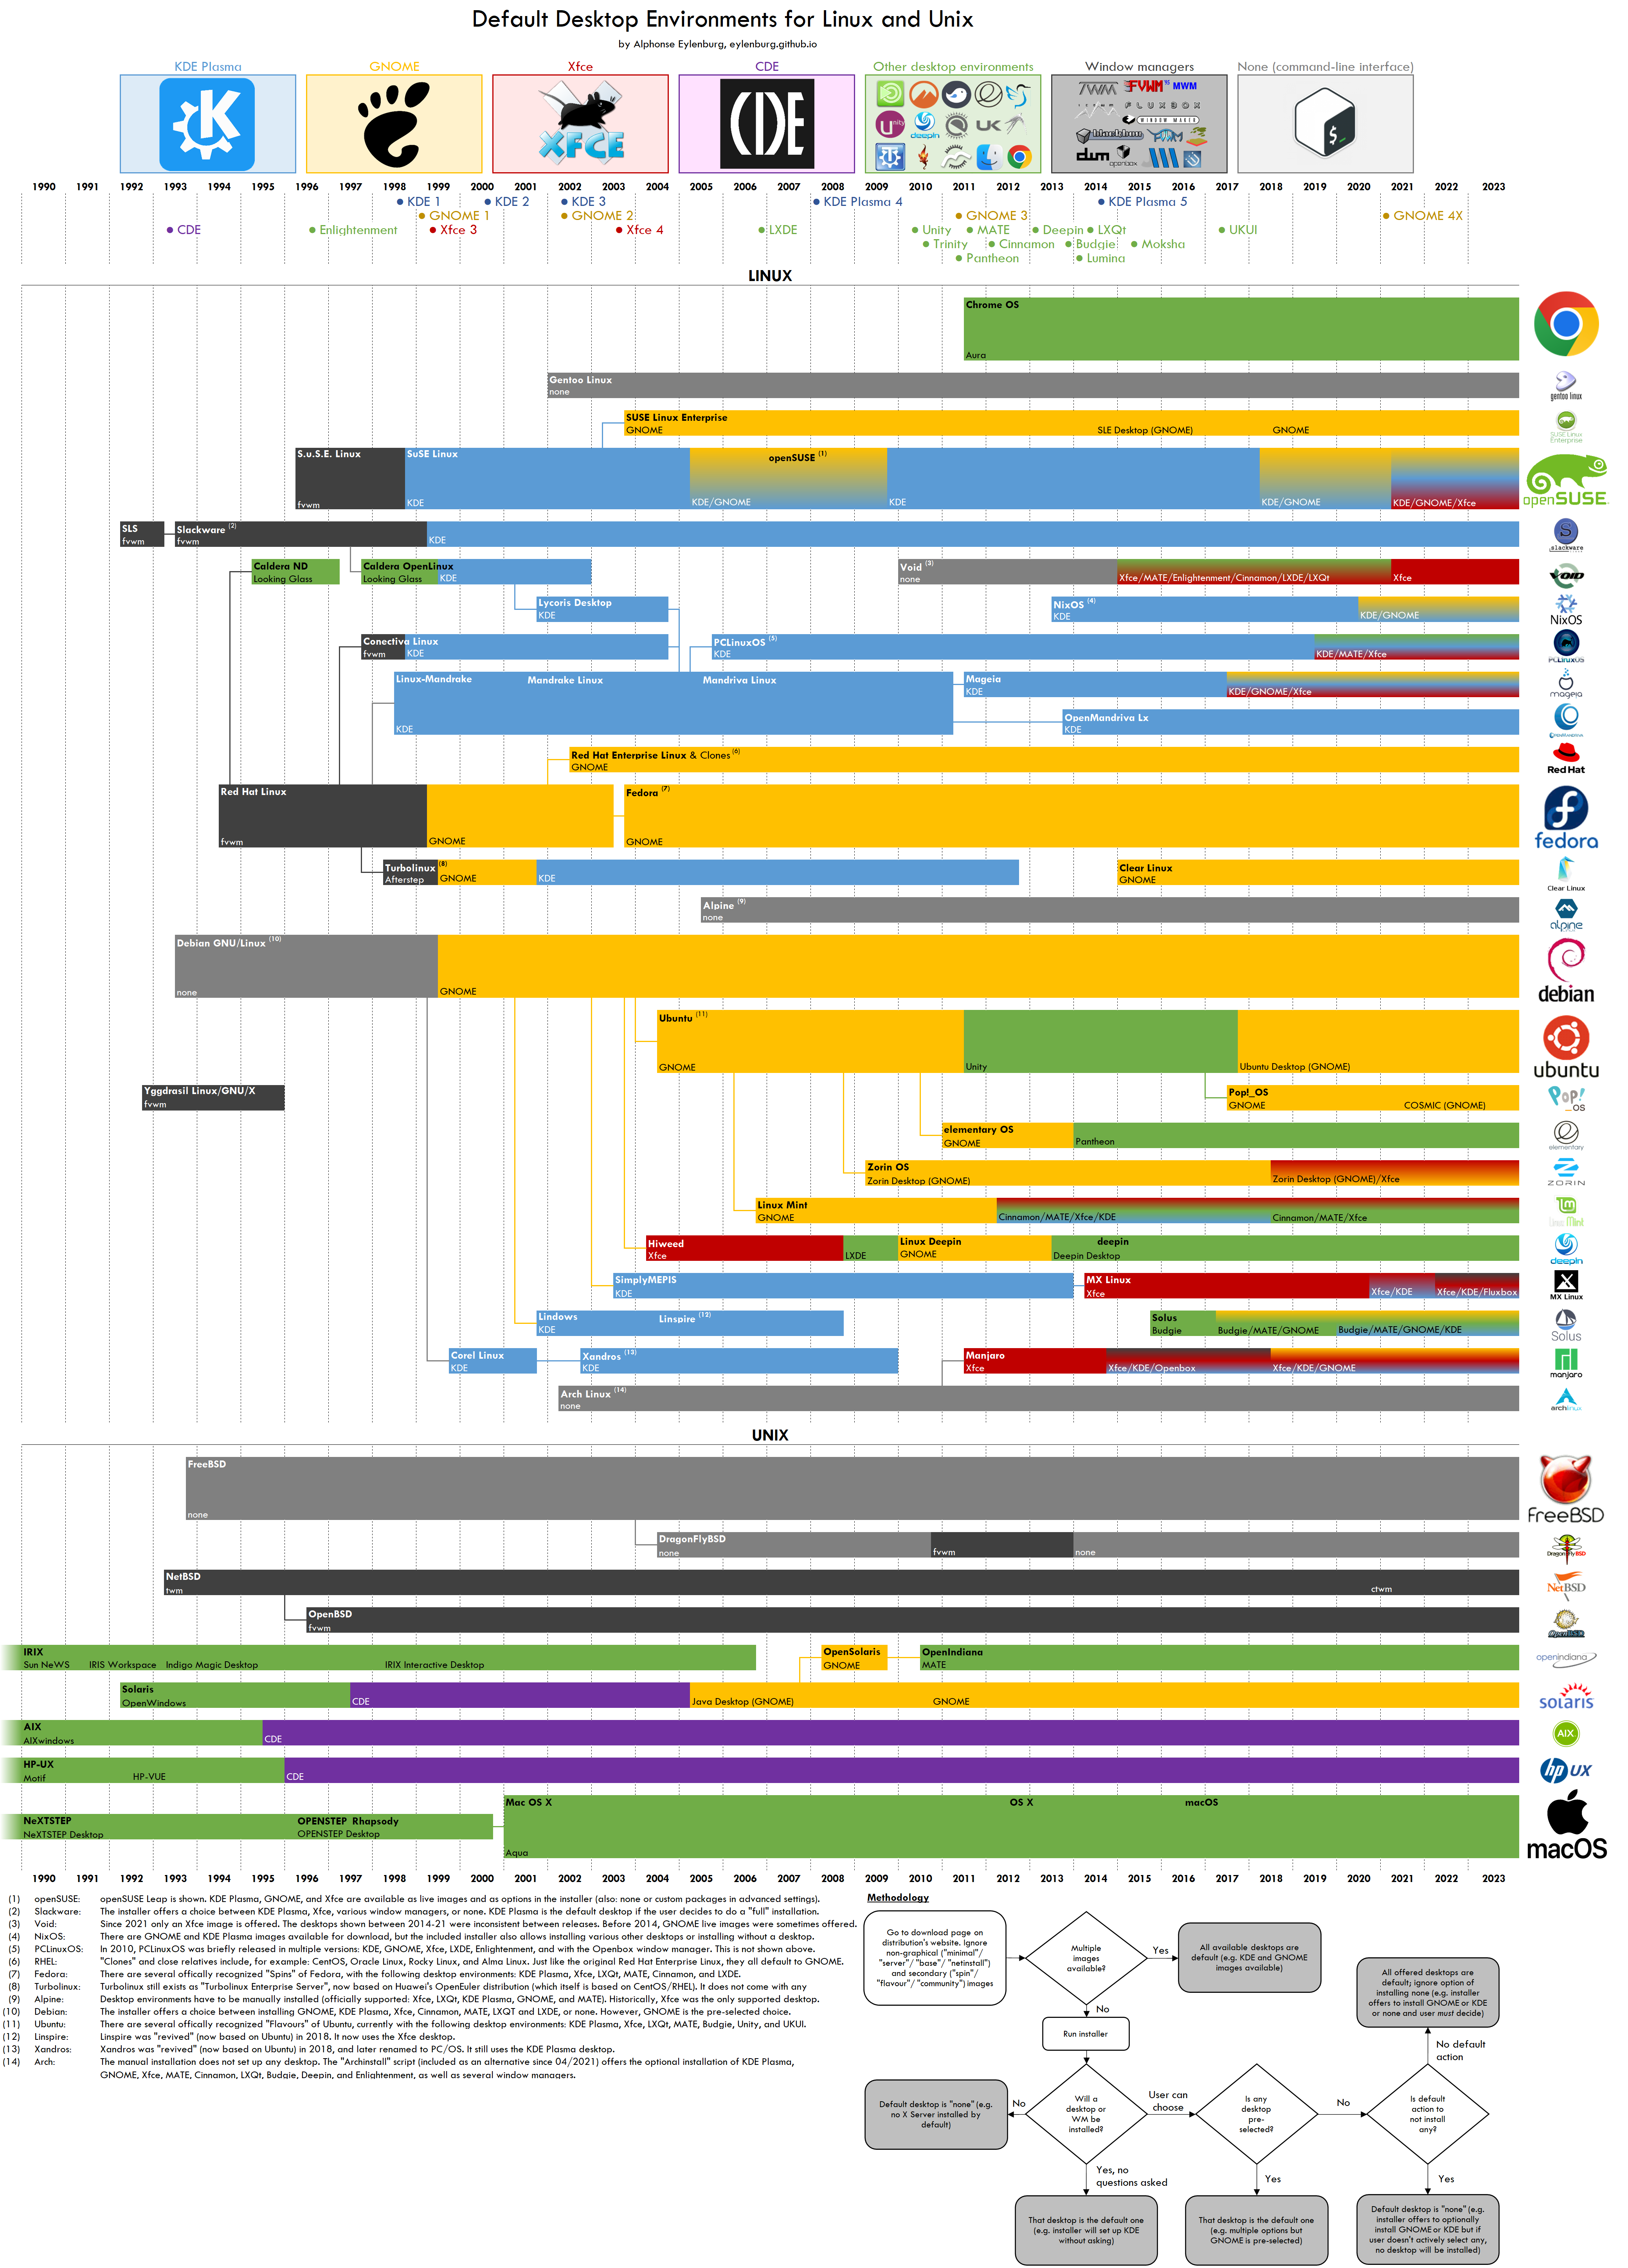 Default Desktop Environments for Linux and Unix
by Alphonse Eylenburg, eylenburg.github.io
KDE Plasma GNOME Xfce CDE Other desktop environments Window managers None (command-line interface)
1990 1991 1992 1993 1994 1995 1996 1997 1998 1999 2000 2001 2002 2003 2004 2005 2006 2007 2008 2009 2010 2011 2012 2013 2014 2015 2016 2017 2018 2019 2020 2021 2022 2023
KDE 1 KDE 2 KDE 3 KDE Plasma 4 KDE Plasma 5
GNOME 1 GNOME 2 GNOME 3 GNOME 4X
CDE Enlightenment Xfce 3 Xfce 4 LXDE Unity MATE Deepin LXQt UKUI
Trinity Cinnamon Budgie Moksha
Pantheon Lumina
LINUX
Chrome OS
Aura
Gentoo Linux
none
gentoo linux
SUSE Linux Enterprise
GNOME SLE Desktop (GNOME) GNOME
SUSE Linux Enterprise
S.u.S.E. Linux SuSE Linux openSUSE (1)
fvwm KDE KDE/GNOME KDE KDE/GNOME KDE/GNOME/Xfce
openSUSE
SLS Slackware (2)
fvwm fvwm KDE
slackware
Caldera ND Caldera OpenLinux Void (3)
Looking Glass Looking Glass KDE none Xfce/MATE/Enlightenment/Cinnamon/LXDE/LXQt Xfce
VOID
Lycoris Desktop NixOS (4)
KDE KDE KDE/GNOME
NixOS
Conectiva Linux PCLinuxOS (5)
fvwm KDE KDE KDE/MATE/Xfce
PCLinuxOS
Linux-Mandrake Mandrake Linux Mandriva Linux Mageia
KDE KDE/GNOME/Xfce
mageia
OpenMandriva Lx
KDE KDE
OpenMandriva
Red Hat Enterprise Linux & Clones (6)
GNOME
Red Hat
Red Hat Linux Fedora (7)
fvwm GNOME GNOME
fedora
Turbolinux (8) Clear Linux
Afterstep GNOME KDE GNOME
Clear Linux
Alpine (9)
none
alpine
Debian GNU/Linux (10)
none GNOME
debian
Ubuntu (11)
GNOME Unity Ubuntu Desktop (GNOME)
ubuntu
Yggdrasil Linux/GNU/X Pop!_OS
fvwm GNOME COSMIC (GNOME)
Pop!_OS
elementary OS
GNOME Pantheon
elementary
Zorin OS
Zorin Desktop (GNOME) Zorin Desktop (GNOME)/Xfce
ZORIN
Linux Mint
GNOME Cinnamon/MATE/Xfce/KDE Cinnamon/MATE/Xfce
Linux Mint
Hiweed Linux Deepin deepin
Xfce LXDE GNOME Deepin Desktop
deepin
SimplyMEPIS MX Linux
KDE Xfce Xfce/KDE Xfce/KDE/Fluxbox
MX Linux
Lindows Linspire (12) Solus
KDE Budgie Budgie/MATE/GNOME Budgie/MATE/GNOME/KDE
Solus
Corel Linux Xandros (13) Manjaro
KDE KDE Xfce Xfce/KDE/Openbox Xfce/KDE/GNOME
manjaro
Arch Linux (14)
none
archlinux
UNIX
FreeBSD
none
FreeBSD
DragonFlyBSD
none fvwm none
DragonFlyBSD
NetBSD
twm ctwm
NetBSD
OpenBSD
fvwm
OpenBSD
IRIX OpenSolaris OpenIndiana
Sun NeWS IRIS Workspace Indigo Magic Desktop IRIX Interactive Desktop GNOME MATE
openindiana
Solaris
OpenWindows CDE Java Desktop (GNOME) GNOME
solaris
AIX
AIXwindows CDE
AIX
HP-UX
Motif HP-VUE CDE
hp UX
Mac OS X OS X macOS
NeXTSTEP OPENSTEP Rhapsody
NeXTSTEP Desktop OPENSTEP Desktop
Aqua
macOS
1990 1991 1992 1993 1994 1995 1996 1997 1998 1999 2000 2001 2002 2003 2004 2005 2006 2007 2008 2009 2010 2011 2012 2013 2014 2015 2016 2017 2018 2019 2020 2021 2022 2023
(1) openSUSE: openSUSE Leap is shown. KDE Plasma, GNOME, and Xfce are available as live images and as options in the installer (also: none or custom packages in advanced settings).
(2) Slackware: The installer offers a choice between KDE Plasma, Xfce, various window managers, or none. KDE Plasma is the default desktop if the user decides to do a "full" installation.
(3) Void: Since 2021 only an Xfce image is offered. The desktops shown between 2014-21 were inconsistent between releases. Before 2014, GNOME live images were sometimes offered.
(4) NixOS: There are GNOME and KDE Plasma images available for download, but the included installer also allows installing various other desktops or installing without a desktop.
(5) PCLinuxOS: In 2010, PCLinuxOS was briefly released in multiple versions: KDE, GNOME, Xfce, LXDE, Enlightenment, and with the Openbox window manager. This is not shown above.
(6) RHEL: "Clones" and close relatives include, for example: CentOS, Oracle Linux, Rocky Linux, and Alma Linux. Just like the original Red Hat Enterprise Linux, they all default to GNOME.
(7) Fedora: There are several offically recognized "Spins" of Fedora, with the following desktop environments: KDE Plasma, Xfce, LXQt, MATE, Cinnamon, and LXDE.
(8) Turbolinux: Turbolinux still exists as "Turbolinux Enterprise Server", now based on Huawei's OpenEuler distribution (which itself is based on CentOS/RHEL). It does not come with any
(9) Alpine: Desktop environments have to be manually installed (officially supported: Xfce, LXQt, KDE Plasma, GNOME, and MATE). Historically, Xfce was the only supported desktop.
(10) Debian: The installer offers a choice between installing GNOME, KDE Plasma, Xfce, Cinnamon, MATE, LXQT and LXDE, or none. However, GNOME is the pre-selected choice.
(11) Ubuntu: There are several offically recognized "Flavours" of Ubuntu, currently with the following desktop environments: KDE Plasma, Xfce, LXQt, MATE, Budgie, Unity, and UKUI.
(12) Linspire: Linspire was "revived" (now based on Ubuntu) in 2018. It now uses the Xfce desktop.
(13) Xandros: Xandros was "revived" (now based on Ubuntu) in 2018, and later renamed to PC/OS. It still uses the KDE Plasma desktop.
(14) Arch: The manual installation does not set up any desktop. The "Archinstall" script (included as an alternative since 04/2021) offers the optional installation of KDE Plasma,
GNOME, Xfce, MATE, Cinnamon, LXQt, Budgie, Deepin, and Enlightenment, as well as several window managers.
Methodology
Go to download page on
distribution's website. Ignore
non-graphical ("minimal"/
"server"/ "base"/ "netinstall")
and secondary ("spin"/
"flavour"/ "community") images
Multiple
images
available?
Yes
All available desktops are
default (e.g. KDE and GNOME
images available)
No
Run installer
Will a
desktop or
WM be
installed?
No
Default desktop is "none" (e.g.
no X Server installed by
default)
Yes, no
questions asked
That desktop is the default one
(e.g. installer will set up KDE
without asking)
User can
choose
Is any
desktop
pre-
selected?
Yes
That desktop is the default one
(e.g. multiple options but
GNOME is pre-selected)
No
Is default
action to
not install
any?
No default
action
All offered desktops are
default; ignore option of
installing none (e.g. installer
offers to install GNOME or KDE
or none and user must decide)
Yes
Default desktop is "none" (e.g.
installer offers to optionally
install GNOME or KDE but if
user doesn't actively select any,
no desktop will be installed)